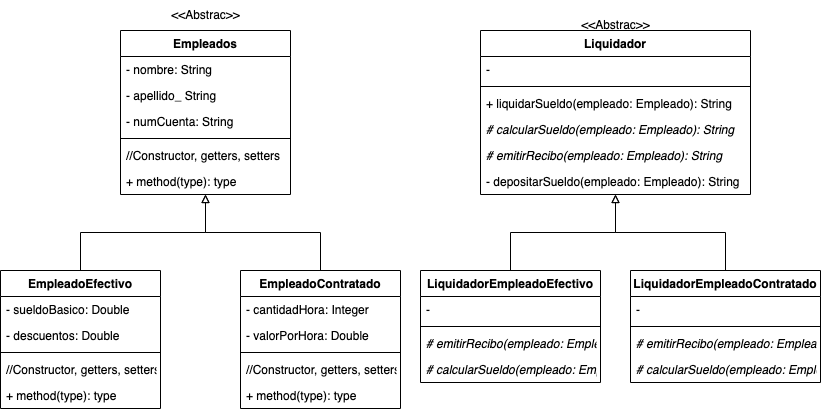 <<Abstrac>>
Empleados
- nombre: String
- apellido_ String
- numCuenta: String
//Constructor, getters, setters
+ method(type): type
<<Abstrac>>
Liquidador
-
+ liquidarSueldo(empleado: Empleado): String
# calcularSueldo(empleado: Empleado): String
# emitirRecibo(empleado: Empleado): String
- depositarSueldo(empleado: Empleado): String
EmpleadoEfectivo
- sueldoBasico: Double
- descuentos: Double
//Constructor, getters, setters
+ method(type): type
EmpleadoContratado
- cantidadHora: Integer
- valorPorHora: Double
//Constructor, getters, setters
+ method(type): type
LiquidadorEmpleadoEfectivo
-
# emitirRecibo(empleado: Emple
# calcularSueldo(empleado: Em
LiquidadorEmpleadoContratado
-
# emitirRecibo(empleado: Emplea
# calcularSueldo(empleado: Empl